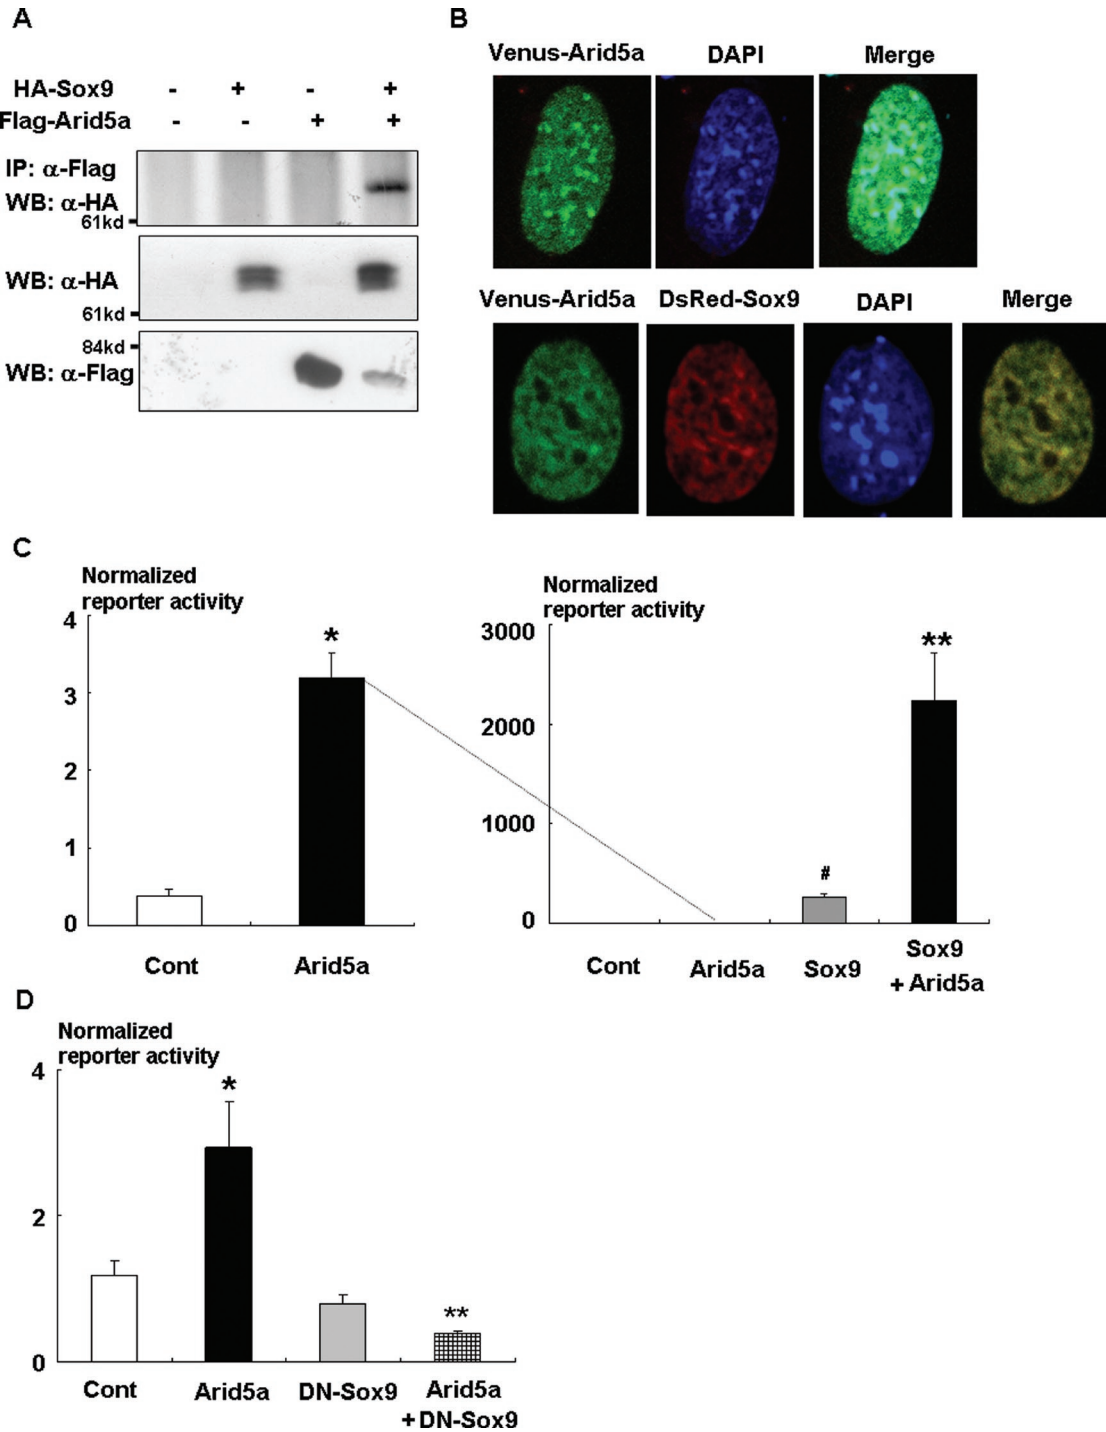 A
HA-Sox9 - + - +
Flag-Arid5a - - + +
IP: α-Flag
WB: α-HA
61kd
WB: α-HA
61kd
84kd
WB: α-Flag
B
Venus-Arid5a DAPI Merge
Venus-Arid5a DsRed-Sox9 DAPI Merge
C
Normalized
reporter activity
4
3
2
1
0
*
Cont Arid5a
Normalized
reporter activity
3000
2000
1000
0
#
**
Cont Arid5a Sox9 Sox9
+ Arid5a
D
Normalized
reporter activity
4
2
0
*
**
Cont Arid5a DN-Sox9 Arid5a
+DN-Sox9